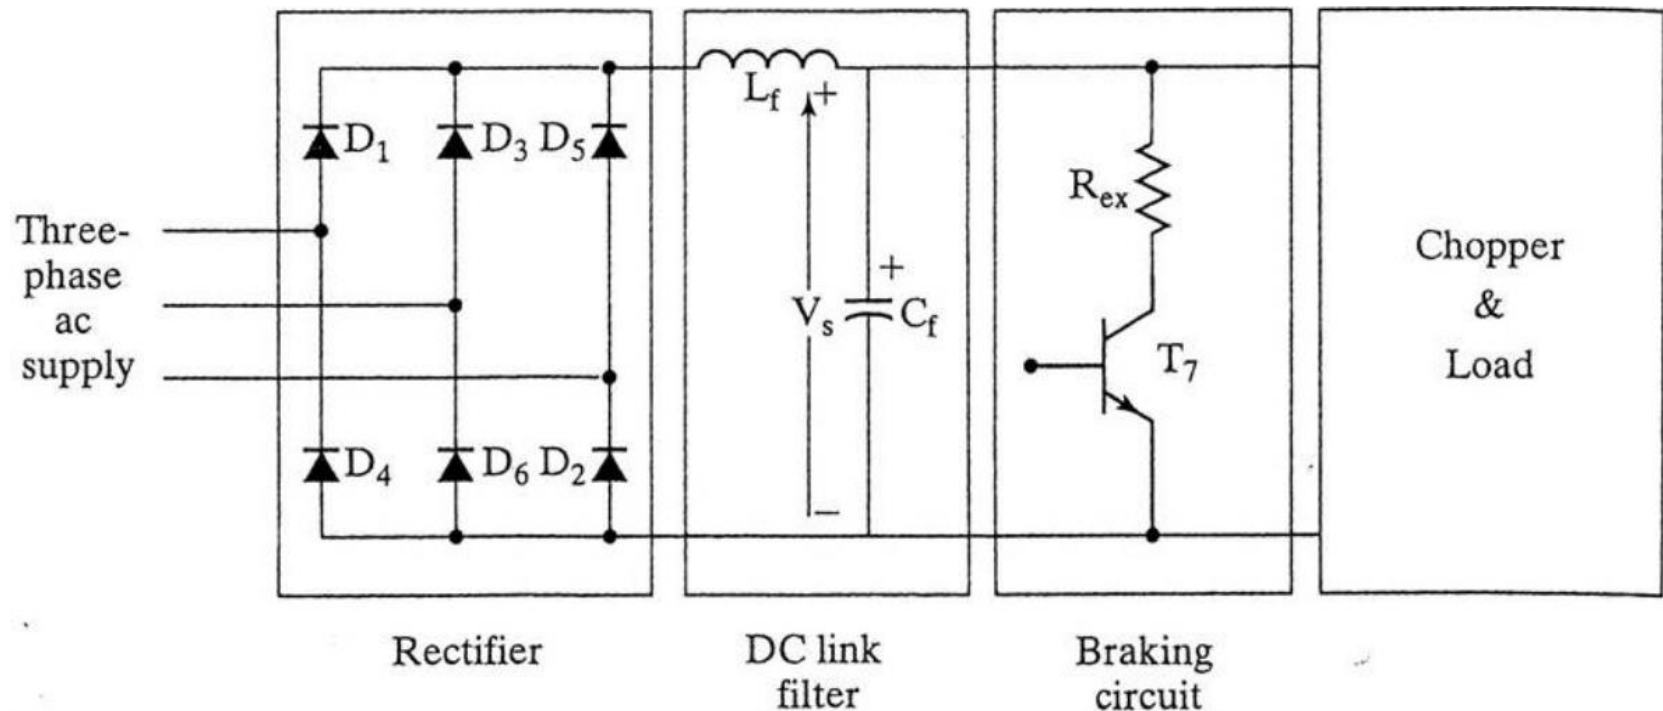 Three-
phase
ac
supply
D1
D3 D5
D4
D6 D2
Lf
+
+
Vs
Cf
−
Rex
T7
Chopper
&
Load
Rectifier
DC link
filter
Braking
circuit